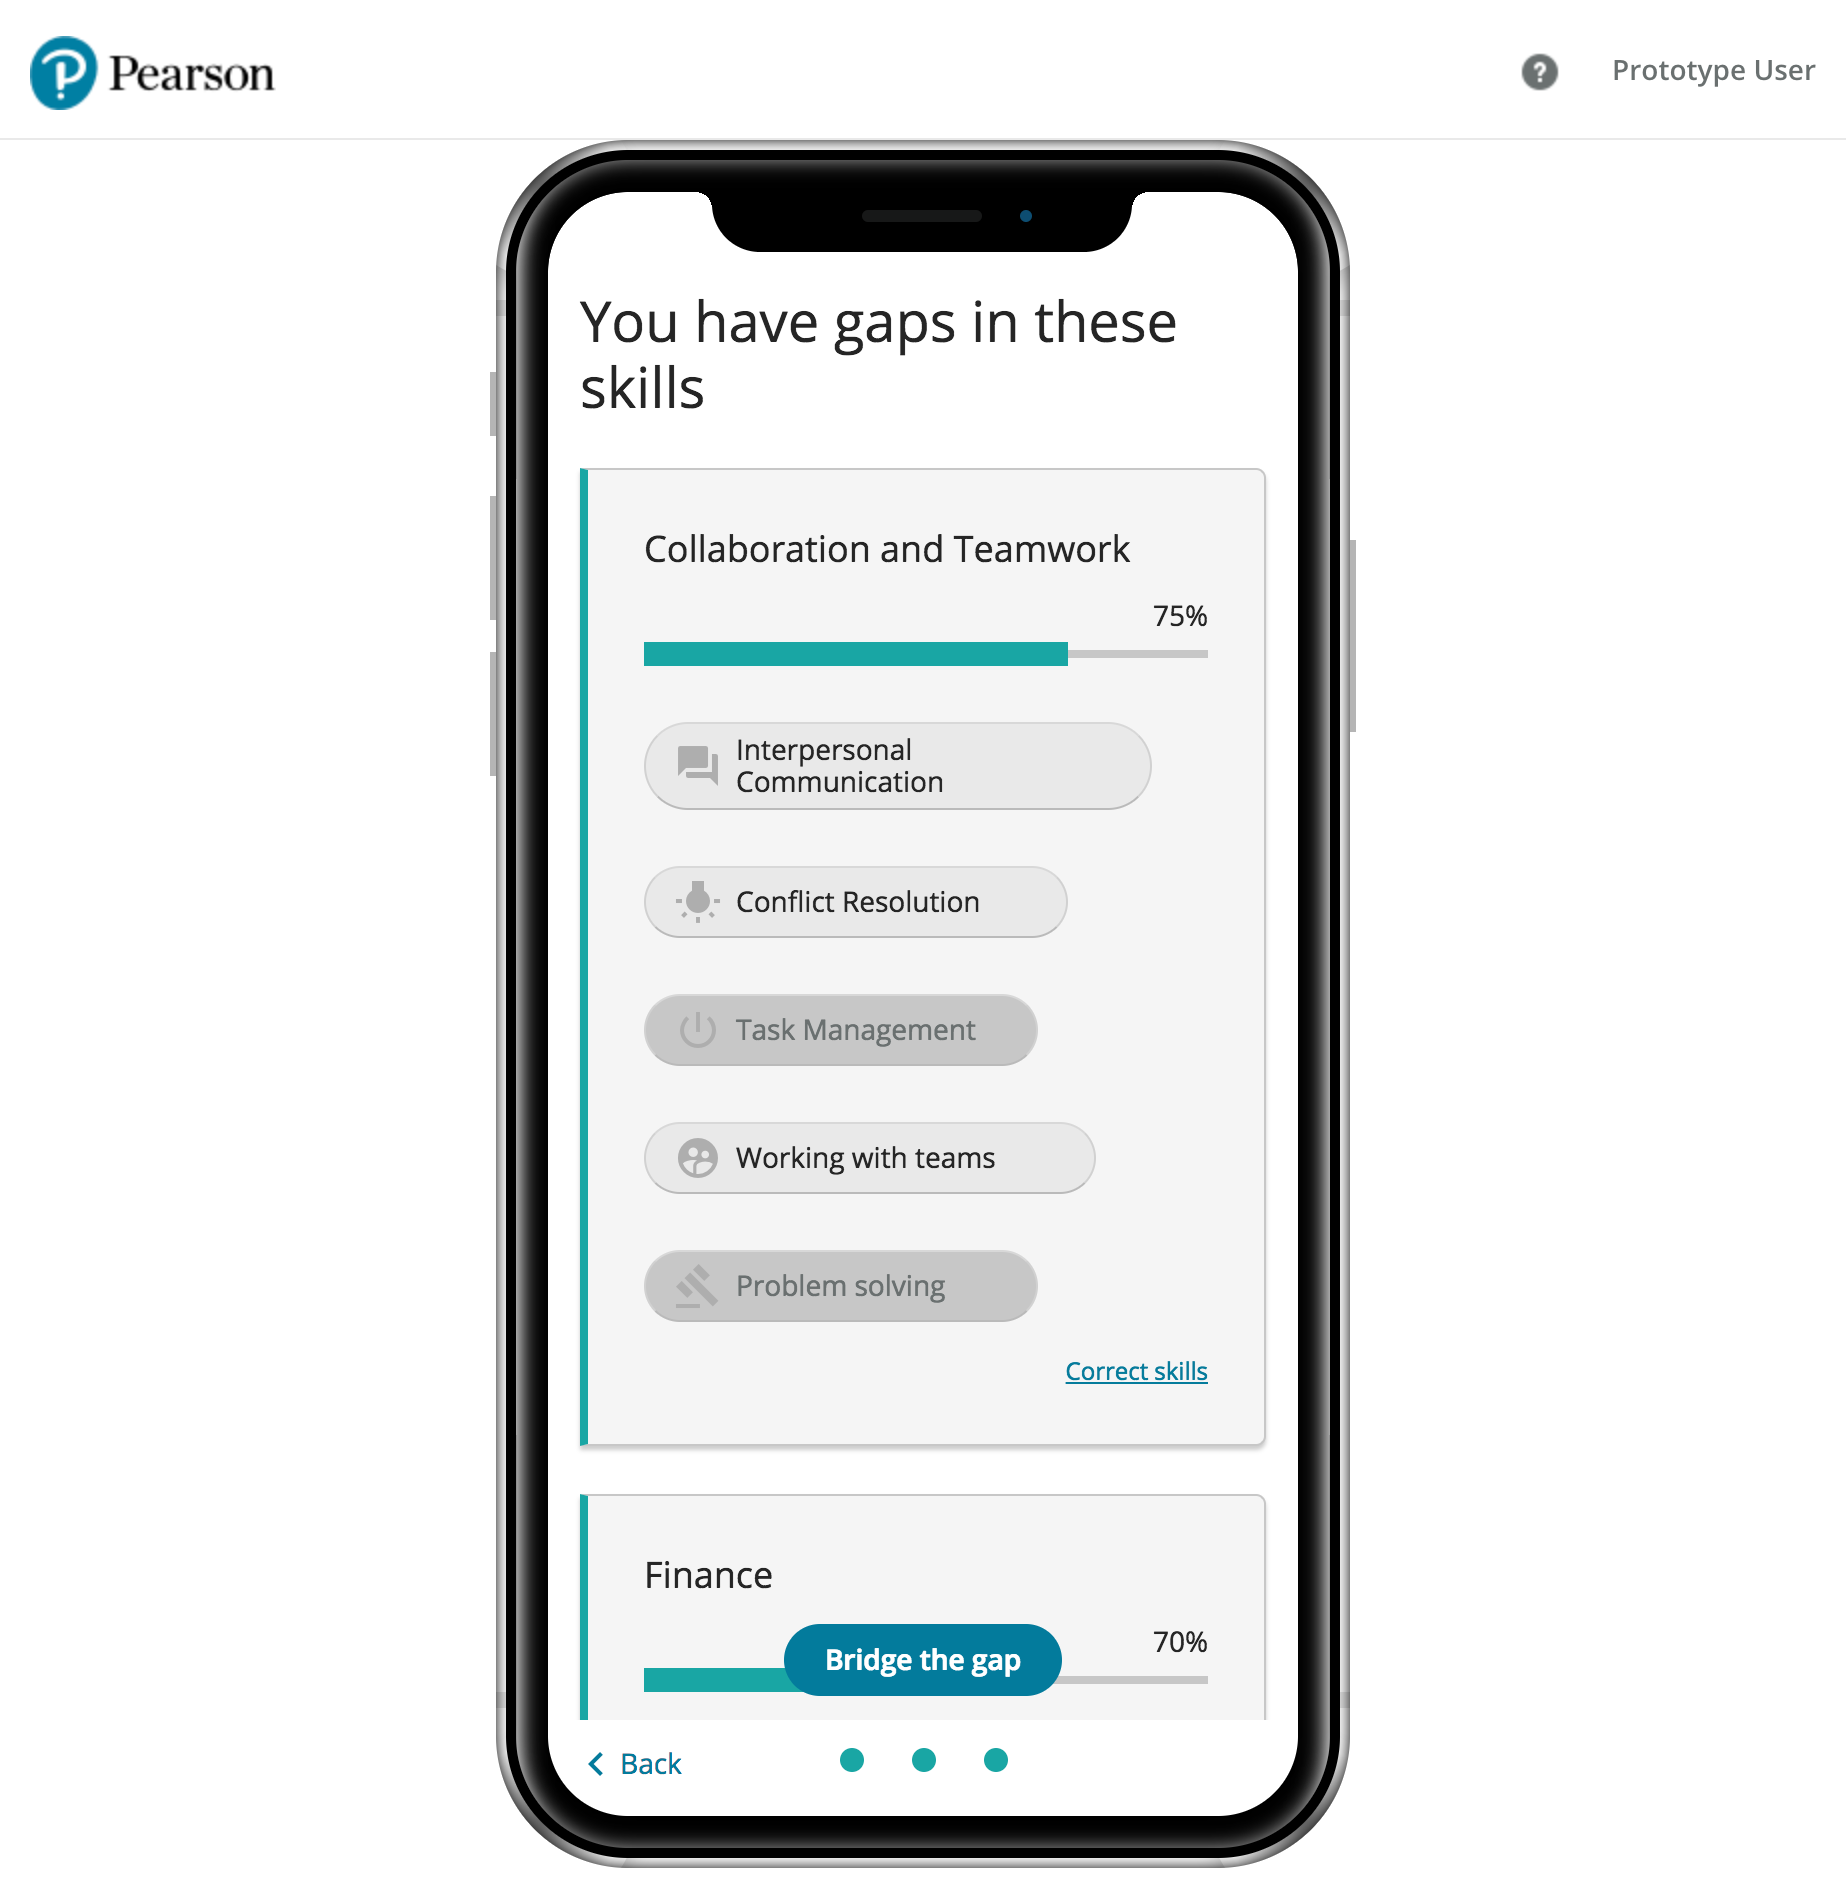 Pearson
?
Prototype User
You have gaps in these
skills
Collaboration and Teamwork
75%
Interpersonal
Communication
Conflict Resolution
Task Management
Working with teams
Problem solving
Correct skills
Finance
70%
Bridge the gap
Back